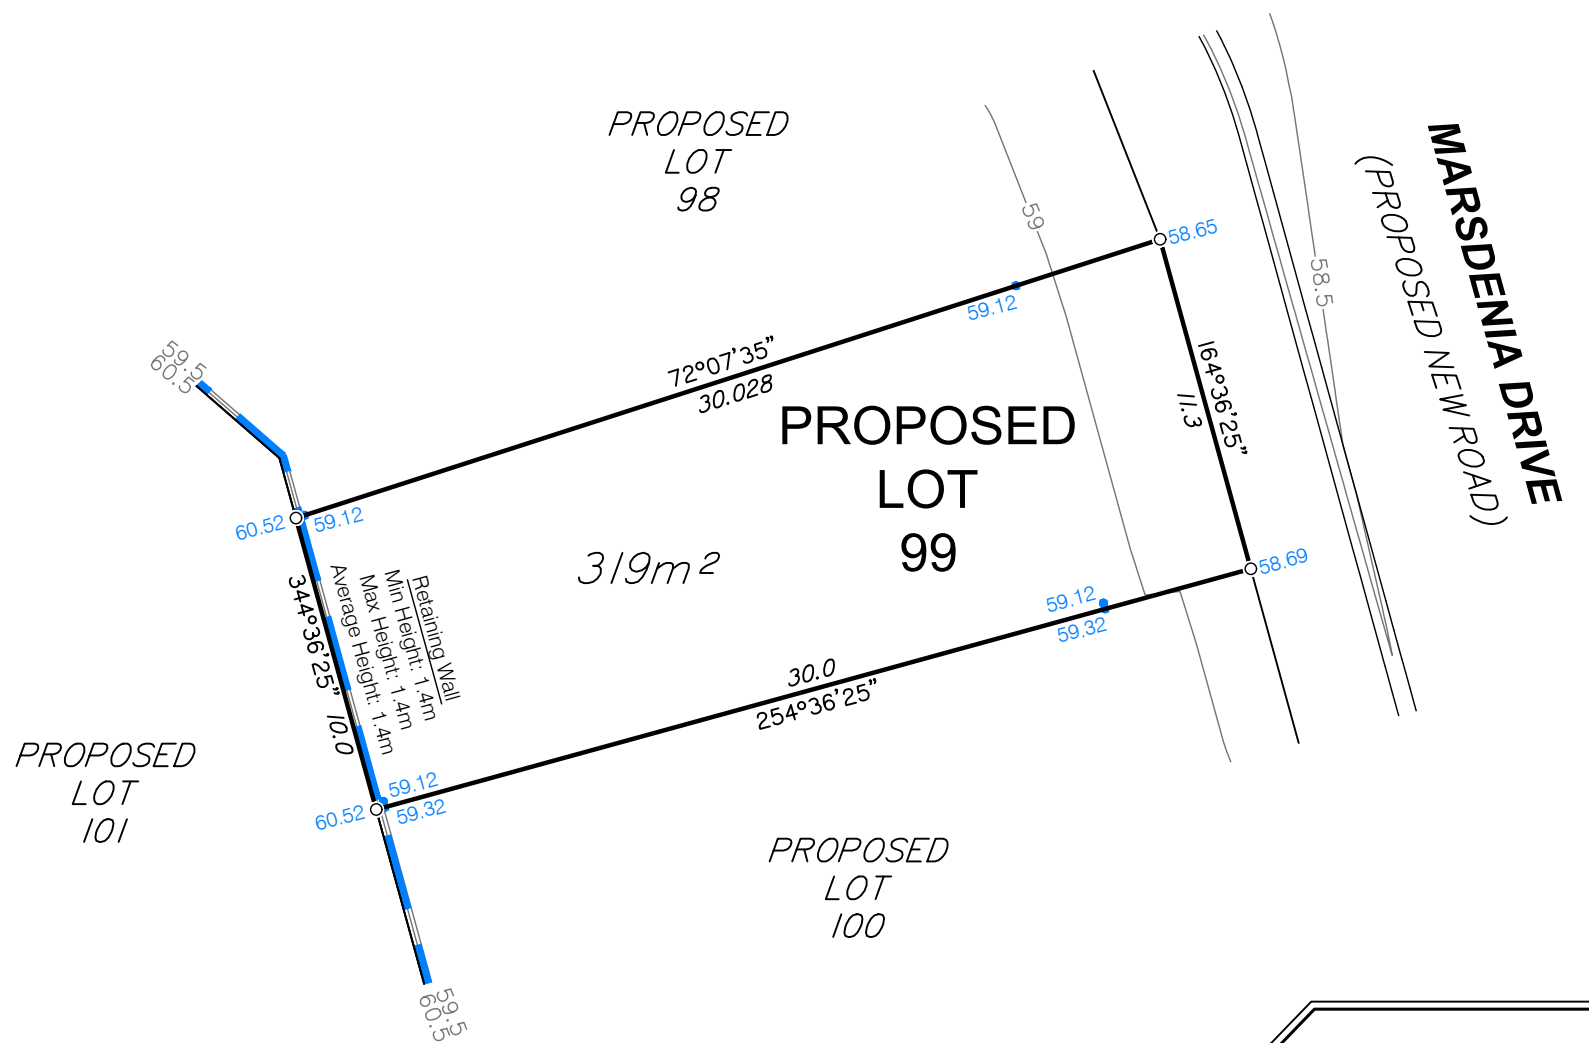 PROPOSED
LOT
98
MARSDENIA DRIVE
(PROPOSED NEW ROAD)
59
58.5
58.65
59.12
72°07'35"
30.028
164°36'25"
11.3
PROPOSED
LOT
99
319m²
59.5
60.5
60.52
59.12
344°36'25"
10.0
Retaining Wall
Min Height: 1.4m
Max Height: 1.4m
Average Height: 1.4m
58.69
59.12
59.32
30.0
254°36'25"
PROPOSED
LOT
101
60.52
59.12
59.32
PROPOSED
LOT
100
59.5
60.5